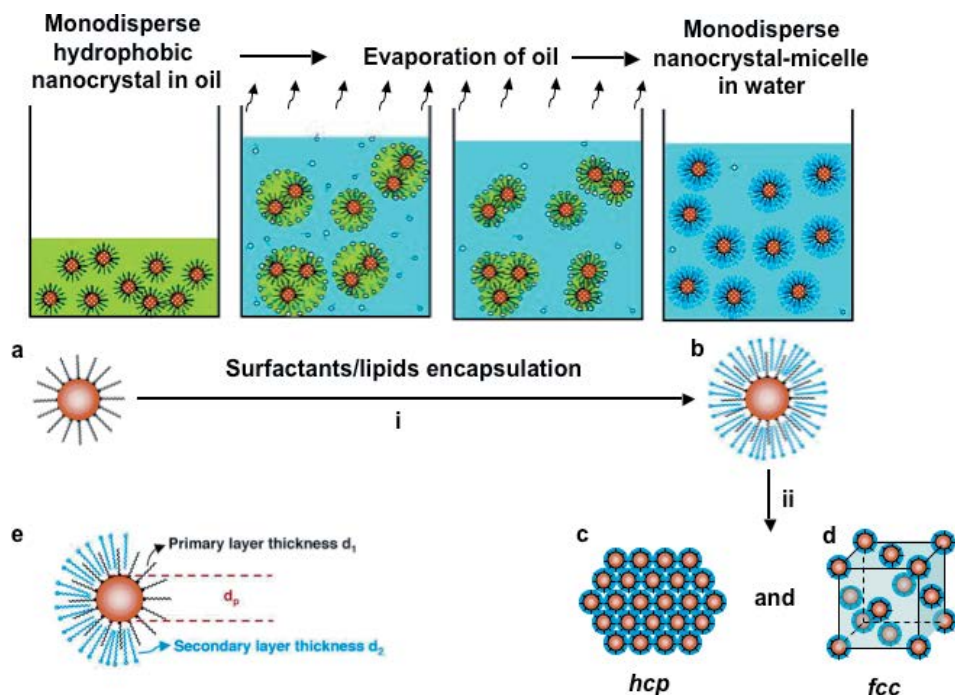 Monodisperse
hydrophobic
nanocrystal in oil
Evaporation of oil
Monodisperse
nanocrystal-micelle
in water
a
Surfactants/lipids encapsulation
i
b
ii
e
Primary layer thickness d₁
dₚ
Secondary layer thickness d₂
c
and
d
hcp
fcc